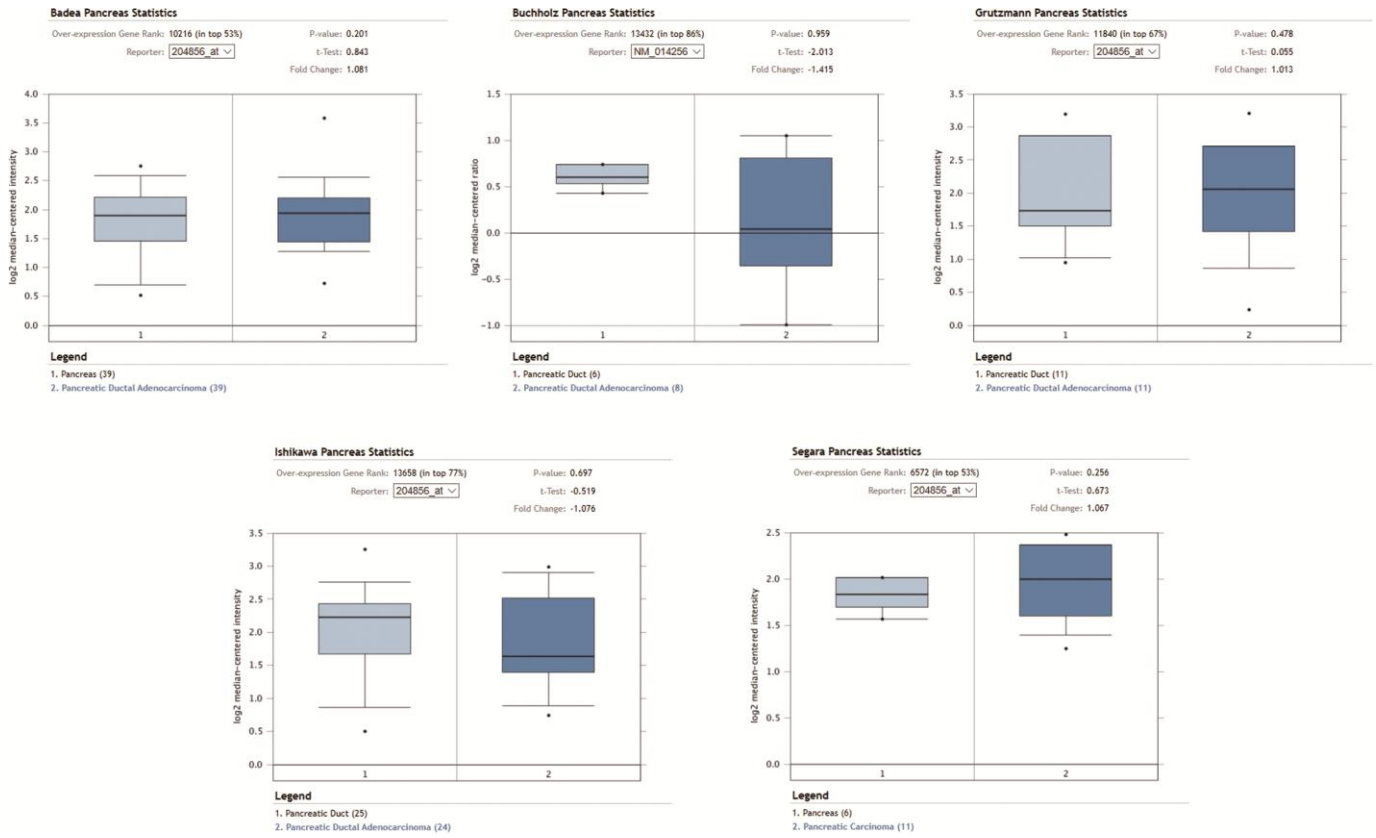 Badea Pancreas Statistics
Over-expression Gene Rank: 10216 (in top 53%) P-value: 0.201
Reporter: 204856_at t-Test: 0.843
Fold Change: 1.081
log2 median-centered intensity
4.0
3.5
3.0
2.5
2.0
1.5
1.0
0.5
0.0
1 2
Legend
1. Pancreas (39)
2. Pancreatic Ductal Adenocarcinoma (39)
Buchholz Pancreas Statistics
Over-expression Gene Rank: 13432 (in top 86%) P-value: 0.959
Reporter: NM_014256 t-Test: -2.013
Fold Change: -1.415
log2 median-centered ratio
1.5
1.0
0.5
0.0
−0.5
−1.0
1 2
Legend
1. Pancreatic Duct (6)
2. Pancreatic Ductal Adenocarcinoma (8)
Grutzmann Pancreas Statistics
Over-expression Gene Rank: 11840 (in top 67%) P-value: 0.478
Reporter: 204856_at t-Test: 0.055
Fold Change: 1.013
log2 median-centered intensity
3.5
3.0
2.5
2.0
1.5
1.0
0.5
0.0
1 2
Legend
1. Pancreatic Duct (11)
2. Pancreatic Ductal Adenocarcinoma (11)
Ishikawa Pancreas Statistics
Over-expression Gene Rank: 13658 (in top 77%) P-value: 0.697
Reporter: 204856_at t-Test: -0.519
Fold Change: -1.076
log2 median-centered intensity
3.5
3.0
2.5
2.0
1.5
1.0
0.5
0.0
1 2
Legend
1. Pancreatic Duct (25)
2. Pancreatic Ductal Adenocarcinoma (24)
Segara Pancreas Statistics
Over-expression Gene Rank: 6572 (in top 53%) P-value: 0.256
Reporter: 204856_at t-Test: 0.673
Fold Change: 1.067
log2 median-centered intensity
2.5
2.0
1.5
1.0
0.5
0.0
1 2
Legend
1. Pancreas (6)
2. Pancreatic Carcinoma (11)